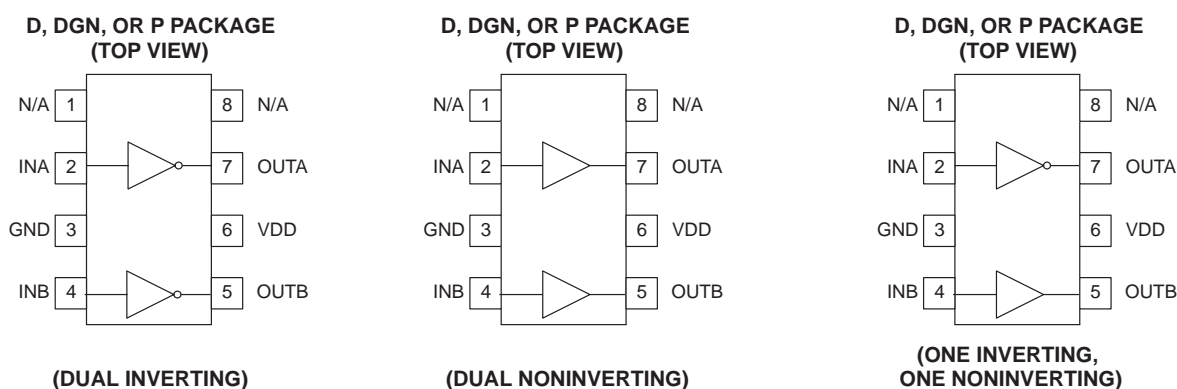 D, DGN, OR P PACKAGE
(TOP VIEW)
N/A 1 8 N/A
INA 2 7 OUTA
GND 3 6 VDD
INB 4 5 OUTB
(DUAL INVERTING)
D, DGN, OR P PACKAGE
(TOP VIEW)
N/A 1 8 N/A
INA 2 7 OUTA
GND 3 6 VDD
INB 4 5 OUTB
(DUAL NONINVERTING)
D, DGN, OR P PACKAGE
(TOP VIEW)
N/A 1 8 N/A
INA 2 7 OUTA
GND 3 6 VDD
INB 4 5 OUTB
(ONE INVERTING,
ONE NONINVERTING)